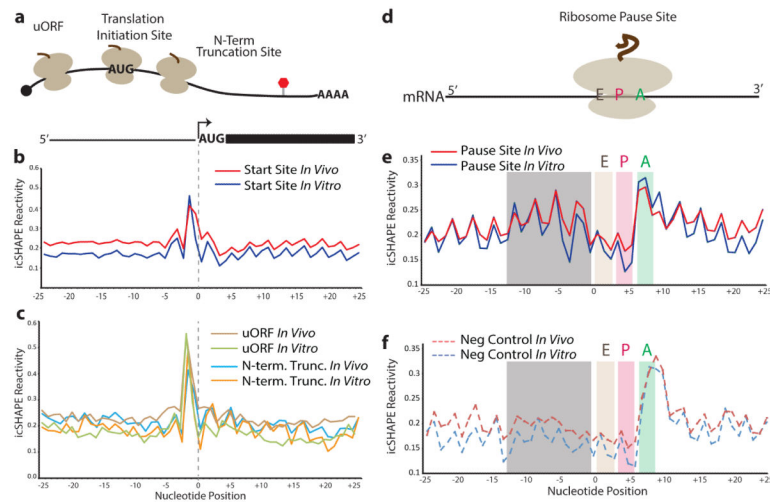 a
uORF
Translation
Initiation Site
N-Term
Truncation Site
AUG
AAAA
5′
AUG
3′
b
0.6
0.5
0.4
0.3
0.2
0.1
icSHAPE Reactivity
Start Site In Vivo
Start Site In Vitro
-25 -20 -15 -10 -5 0 +5 +10 +15 +20 +25
c
0.6
0.5
0.4
0.3
0.2
0.1
0.0
icSHAPE Reactivity
uORF In Vivo
uORF In Vitro
N-term. Trunc. In Vivo
N-term. Trunc. In Vitro
-25 -20 -15 -10 -5 0 +5 +10 +15 +20 +25
Nucleotide Position
d
Ribosome Pause Site
5′
3′
mRNA
E P A
e
Pause Site In Vivo
Pause Site In Vitro
E P A
0.35
0.3
0.25
0.2
0.15
0.1
icSHAPE Reactivity
-25 -20 -15 -10 -5 0 +5 +10 +15 +20 +25
f
Neg Control In Vivo
Neg Control In Vitro
E P A
0.35
0.3
0.25
0.2
0.15
0.1
icSHAPE Reactivity
-25 -20 -15 -10 -5 0 +5 +10 +15 +20 +25
Nucleotide Position